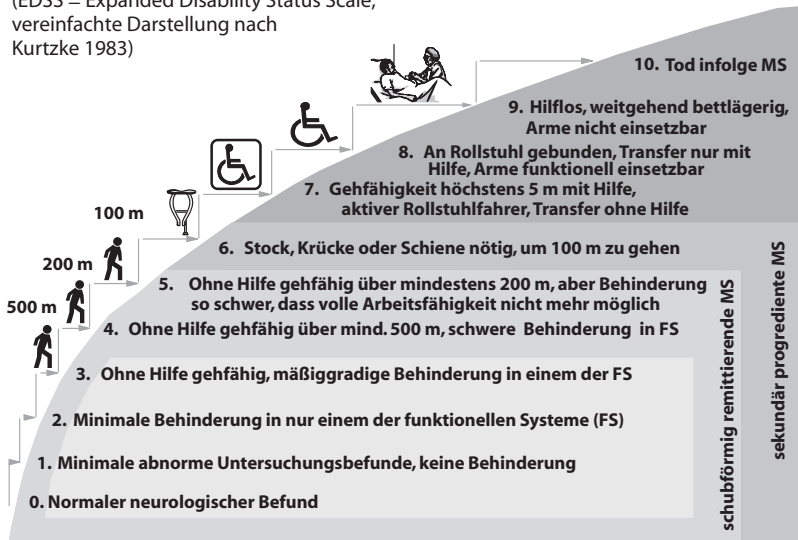 (EDSS = Expanded Disability Status Scale,
vereinfachte Darstellung nach
Kurtzke 1983)
10. Tod infolge MS
9. Hilflos, weitgehend bettlägerig,
Arme nicht einsetzbar
8. An Rollstuhl gebunden, Transfer nur mit
Hilfe, Arme funktionell einsetzbar
7. Gehfähigkeit höchstens 5 m mit Hilfe,
aktiver Rollstuhlfahrer, Transfer ohne Hilfe
100 m
6. Stock, Krücke oder Schiene nötig, um 100 m zu gehen
200 m
5. Ohne Hilfe gehfähig über mindestens 200 m, aber Behinderung
so schwer, dass volle Arbeitsfähigkeit nicht mehr möglich
500 m
4. Ohne Hilfe gehfähig über mind. 500 m, schwere Behinderung in FS
3. Ohne Hilfe gehfähig, mäßiggradige Behinderung in einem der FS
2. Minimale Behinderung in nur einem der funktionellen Systeme (FS)
1. Minimale abnorme Untersuchungsbefunde, keine Behinderung
0. Normaler neurologischer Befund
schubförmig remittierende MS
sekundär progrediente MS